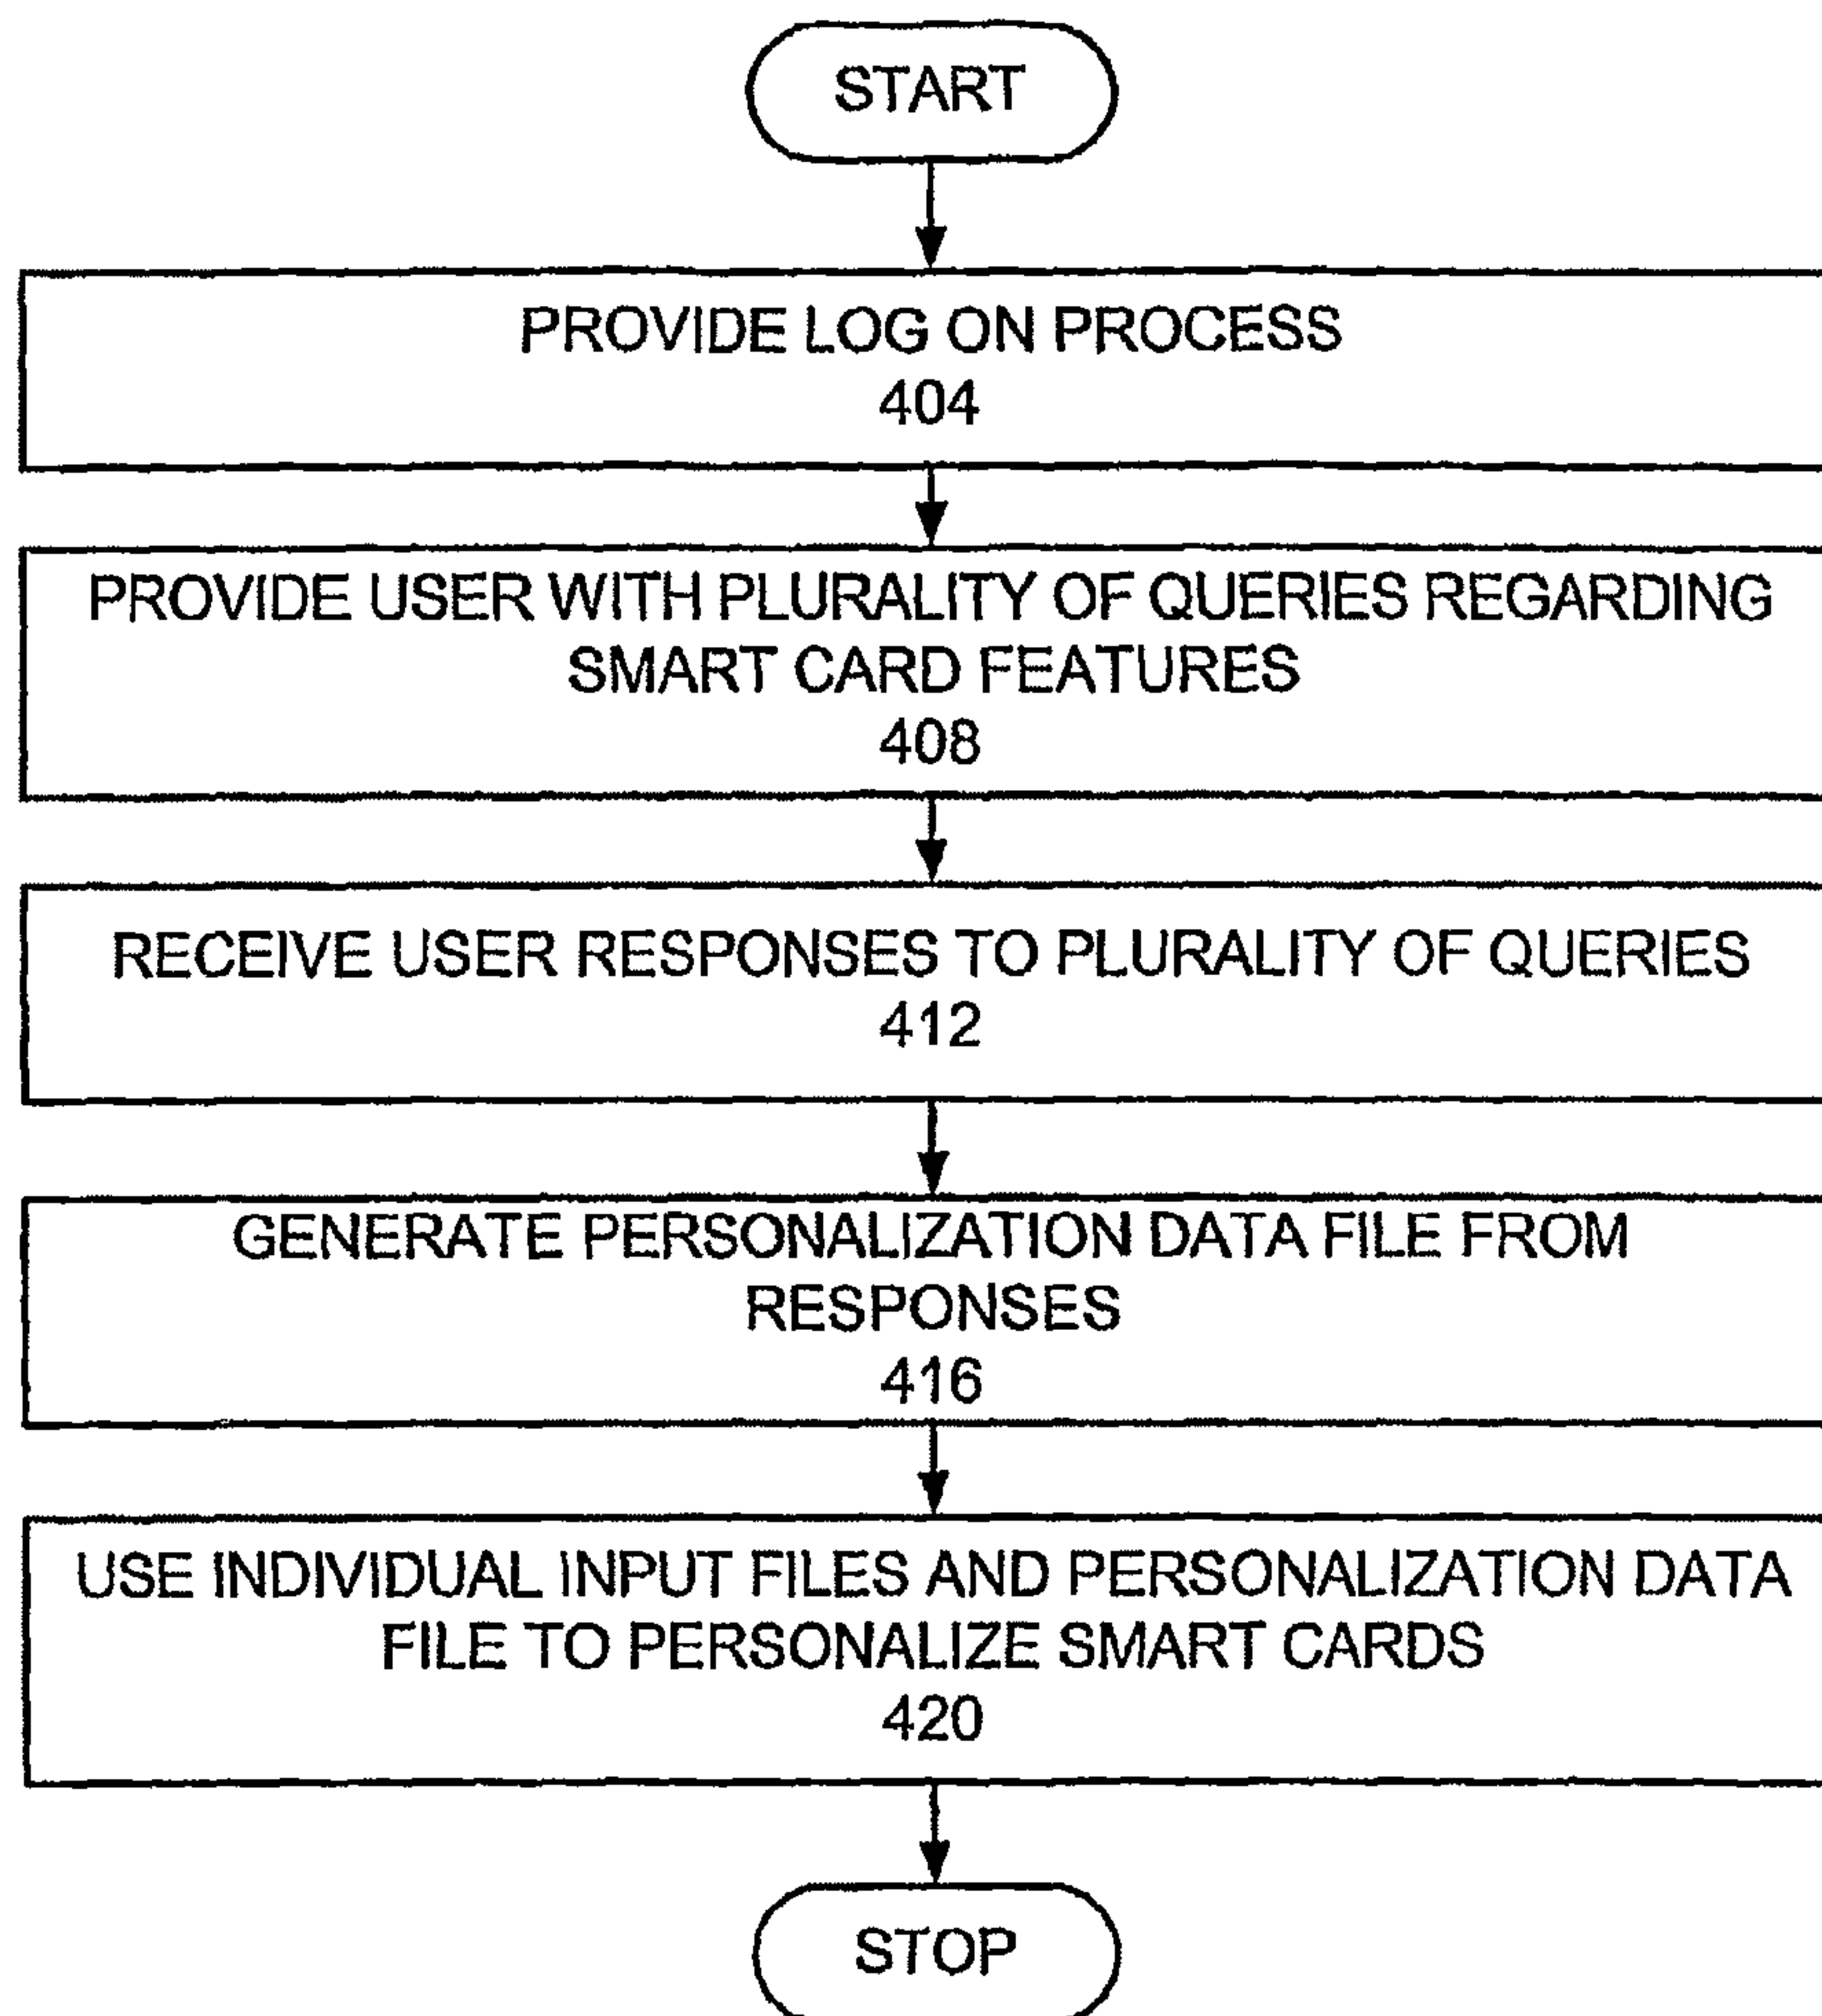 START
PROVIDE LOG ON PROCESS
404
PROVIDE USER WITH PLURALITY OF QUERIES REGARDING
SMART CARD FEATURES
408
RECEIVE USER RESPONSES TO PLURALITY OF QUERIES
412
GENERATE PERSONALIZATION DATA FILE FROM
RESPONSES
416
USE INDIVIDUAL INPUT FILES AND PERSONALIZATION DATA
FILE TO PERSONALIZE SMART CARDS
420
STOP